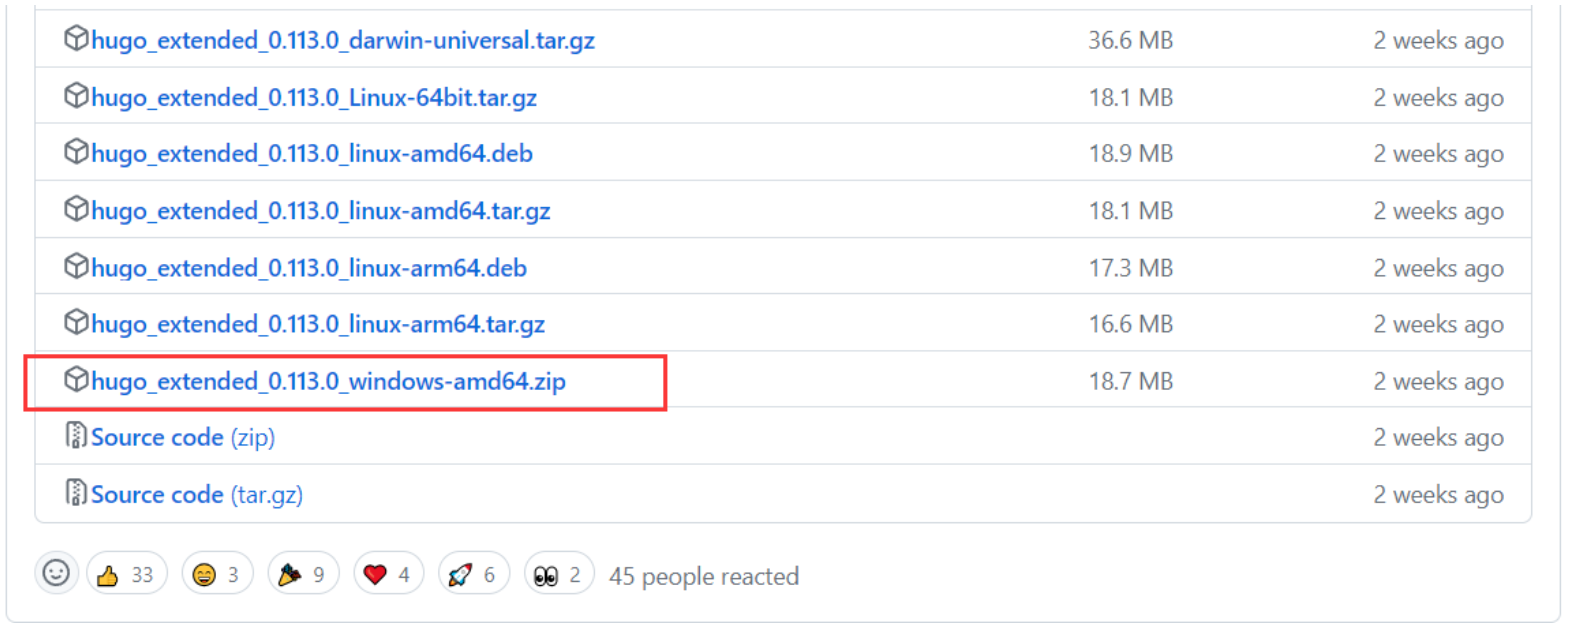 hugo_extended_0.113.0_darwin-universal.tar.gz 36.6 MB 2 weeks ago
hugo_extended_0.113.0_Linux-64bit.tar.gz 18.1 MB 2 weeks ago
hugo_extended_0.113.0_linux-amd64.deb 18.9 MB 2 weeks ago
hugo_extended_0.113.0_linux-amd64.tar.gz 18.1 MB 2 weeks ago
hugo_extended_0.113.0_linux-arm64.deb 17.3 MB 2 weeks ago
hugo_extended_0.113.0_linux-arm64.tar.gz 16.6 MB 2 weeks ago
hugo_extended_0.113.0_windows-amd64.zip 18.7 MB 2 weeks ago
Source code (zip) 2 weeks ago
Source code (tar.gz) 2 weeks ago
33 3 9 4 6 2 45 people reacted